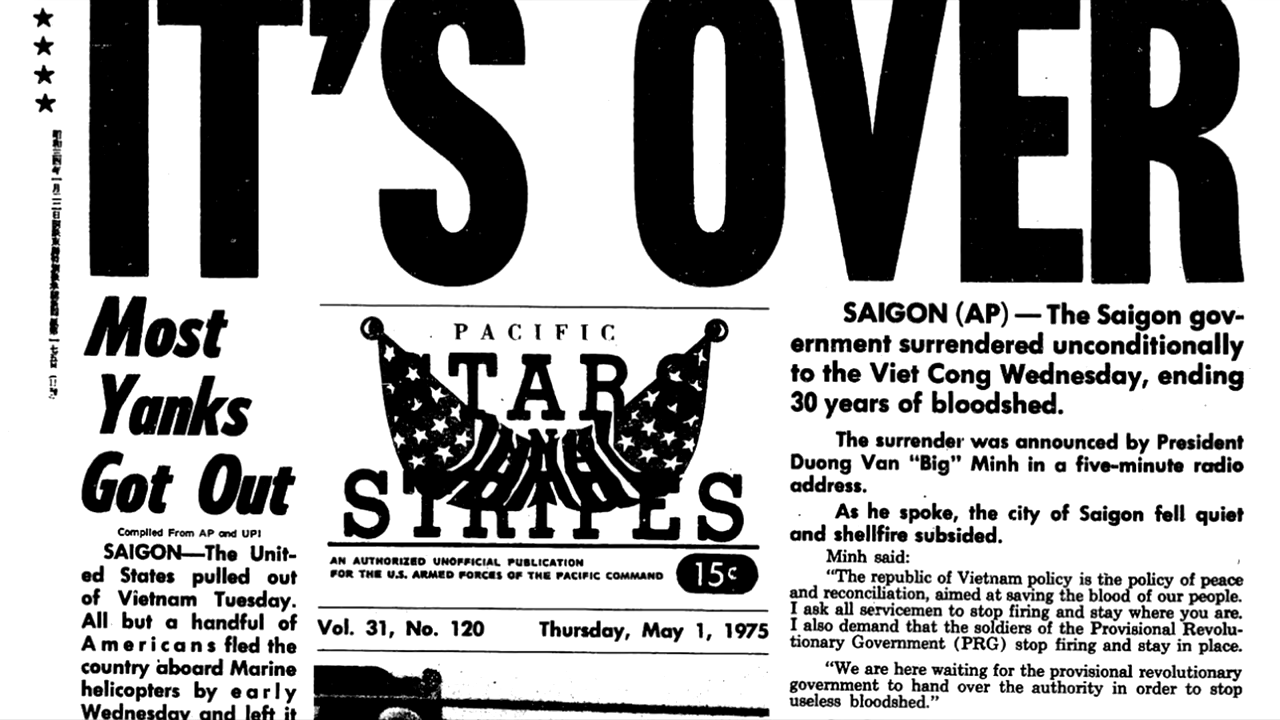 IT'S OVER
Most
Yanks
Got Out
Compiled From AP and UPI
SAIGON—The Unit-
ed States pulled out
of Vietnam Tuesday.
All but a handful of
Americans fled the
country aboard Marine
helicopters by early
Wednesday and left it
PACIFIC
STARS
AND
STRIPES
AN AUTHORIZED UNOFFICIAL PUBLICATION
FOR THE U.S. ARMED FORCES OF THE PACIFIC COMMAND
15¢
Vol. 31, No. 120 Thursday, May 1, 1975
SAIGON (AP) — The Saigon gov-
ernment surrendered unconditionally
to the Viet Cong Wednesday, ending
30 years of bloodshed.
The surrender was announced by President
Duong Van "Big" Minh in a five-minute radio
address.
As he spoke, the city of Saigon fell quiet
and shellfire subsided.
Minh said:
"The republic of Vietnam policy is the policy of peace
and reconciliation, aimed at saving the blood of our people.
I ask all servicemen to stop firing and stay where you are.
I also demand that the soldiers of the Provisional Revolu-
tionary Government (PRG) stop firing and stay in place.
"We are here waiting for the provisional revolutionary
government to hand over the authority in order to stop
useless bloodshed."